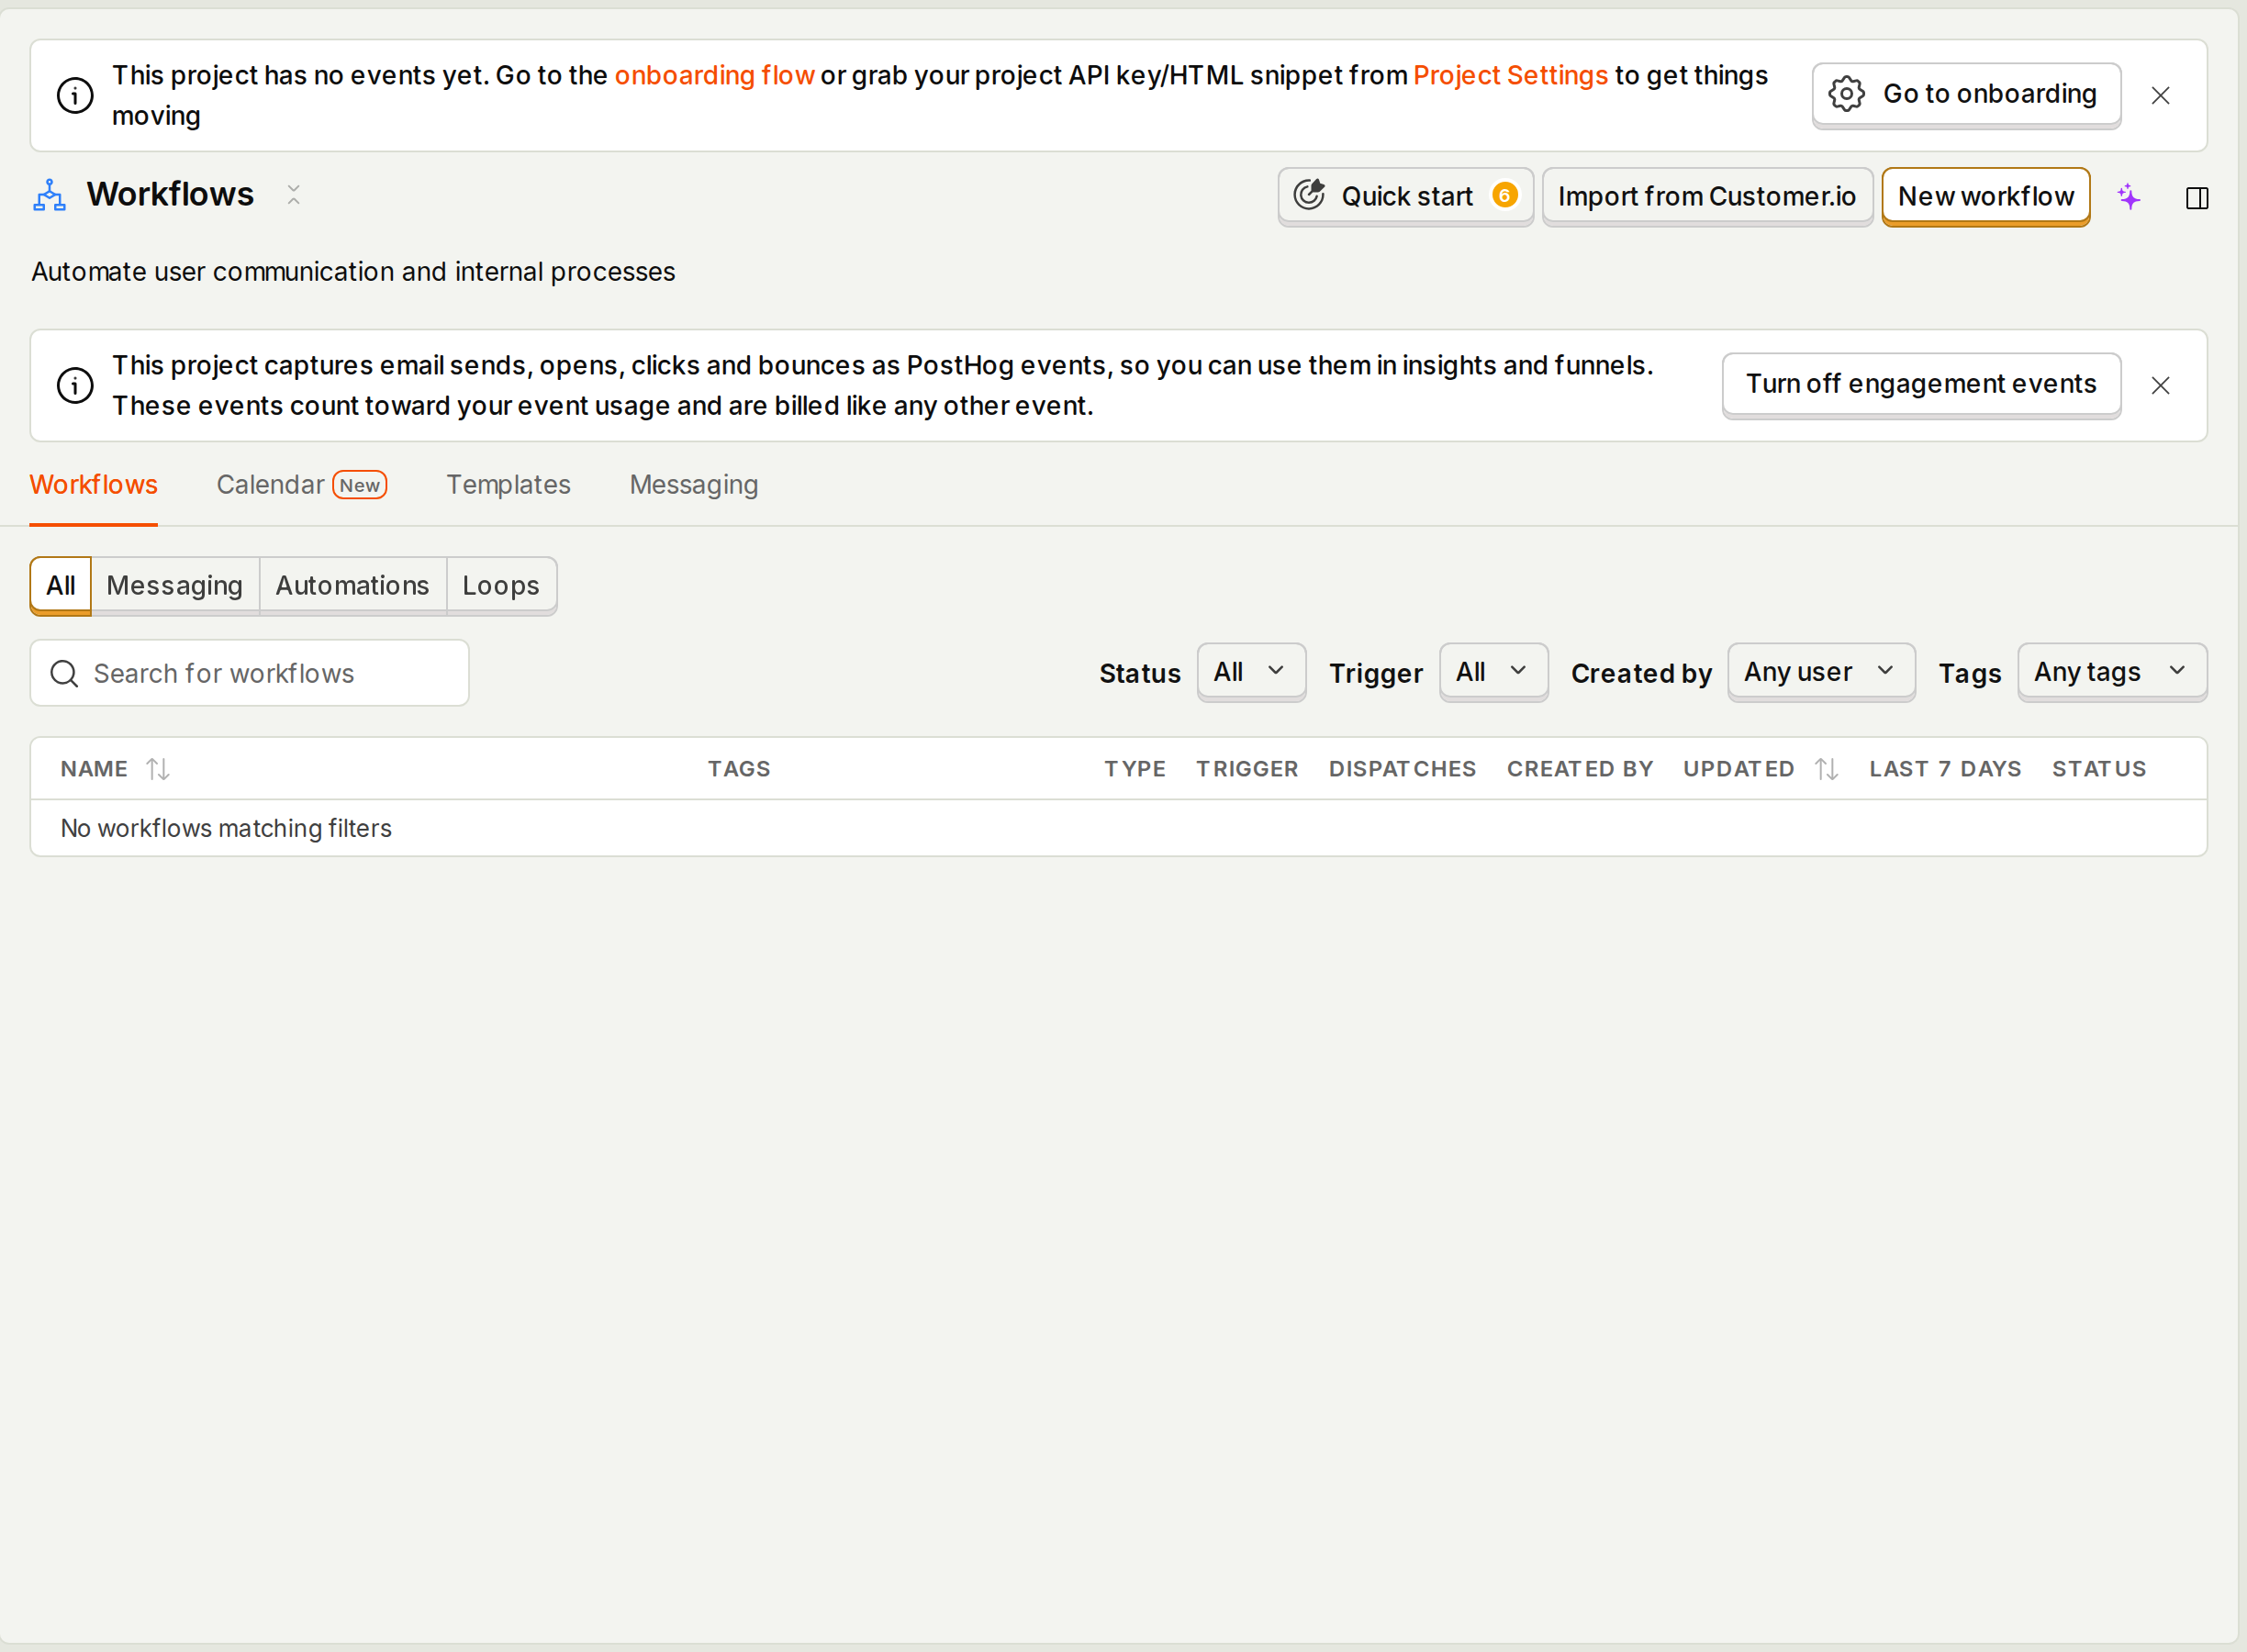 This project has no events yet. Go to the onboarding flow or grab your project API key/HTML snippet from Project Settings to get things
moving
Go to onboarding
Workflows
Quick start 6
Import from Customer.io
New workflow
Automate user communication and internal processes
This project captures email sends, opens, clicks and bounces as PostHog events, so you can use them in insights and funnels.
These events count toward your event usage and are billed like any other event.
Turn off engagement events
Workflows
Calendar New
Templates
Messaging
All
Messaging
Automations
Loops
Search for workflows
Status All
Trigger All
Created by Any user
Tags Any tags
NAME TAGS TYPE TRIGGER DISPATCHES CREATED BY UPDATED LAST 7 DAYS STATUS
No workflows matching filters